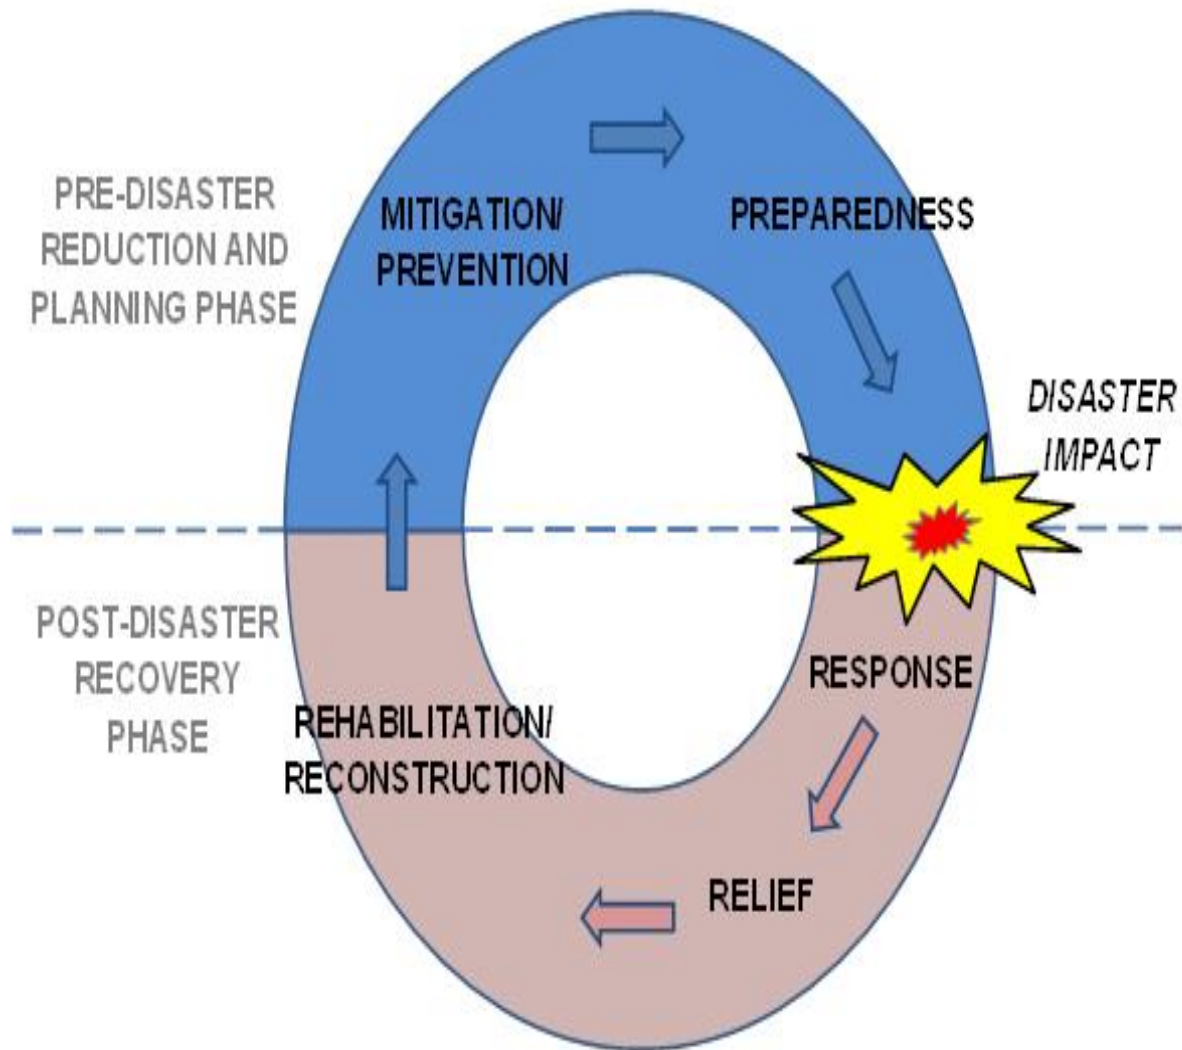 PRE-DISASTER
REDUCTION AND
PLANNING PHASE
MITIGATION/
PREVENTION
PREPAREDNESS
DISASTER
IMPACT
POST-DISASTER
RECOVERY
PHASE
REHABILITATION/
RECONSTRUCTION
RESPONSE
RELIEF